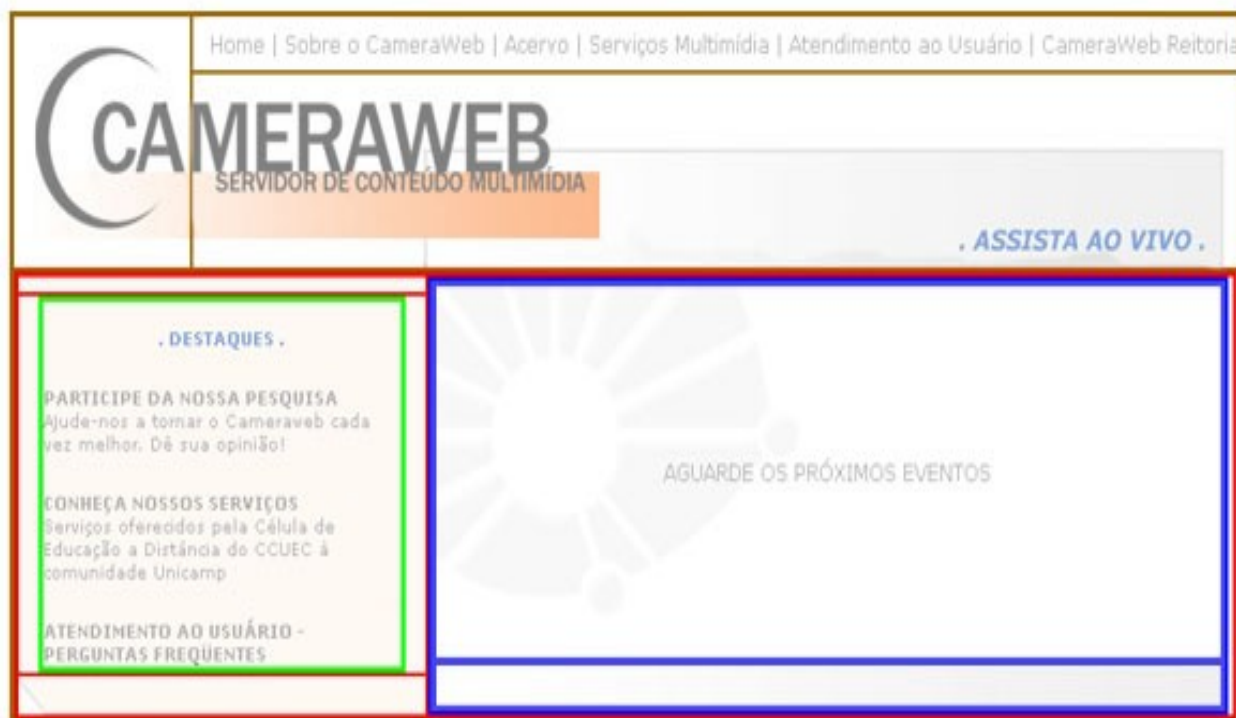 Home | Sobre o CameraWeb | Acervo | Serviços Multimídia | Atendimento ao Usuário | CameraWeb Reitoria
CAMERAWEB
SERVIDOR DE CONTEÚDO MULTIMÍDIA
. ASSISTA AO VIVO .
. DESTAQUES .
PARTICIPE DA NOSSA PESQUISA
Ajude-nos a tornar o Cameraweb cada
vez melhor. Dê sua opinião!
CONHEÇA NOSSOS SERVIÇOS
Serviços oferecidos pela Célula de
Educação a Distância do CCUEC à
comunidade Unicamp
ATENDIMENTO AO USUÁRIO -
PERGUNTAS FREQÜENTES
AGUARDE OS PRÓXIMOS EVENTOS